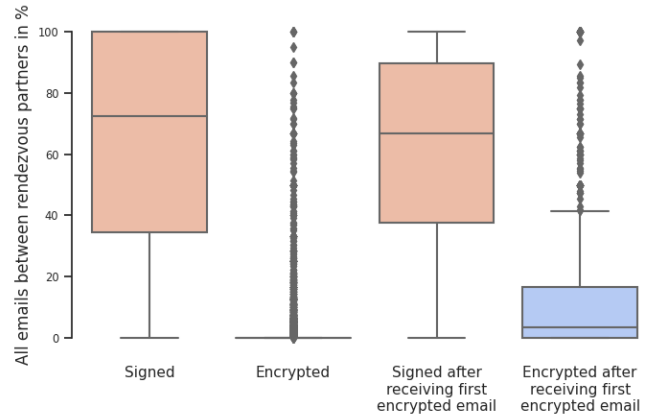 All emails between rendezvous partners in %
100
80
60
40
20
0
Signed
Encrypted
Signed after
receiving first
encrypted email
Encrypted after
receiving first
encrypted email